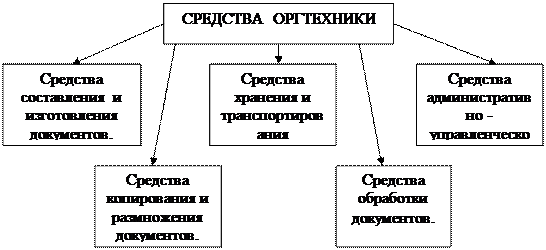 СРЕДСТВА ОРГТЕХНИКИ
Средства
составления и
изготовления
документов.
Средства
хранения и
транспортиров
ания
Средства
административ
но -
управленческо
Средства
копирования и
размножения
документов.
Средства
обработки
документов.